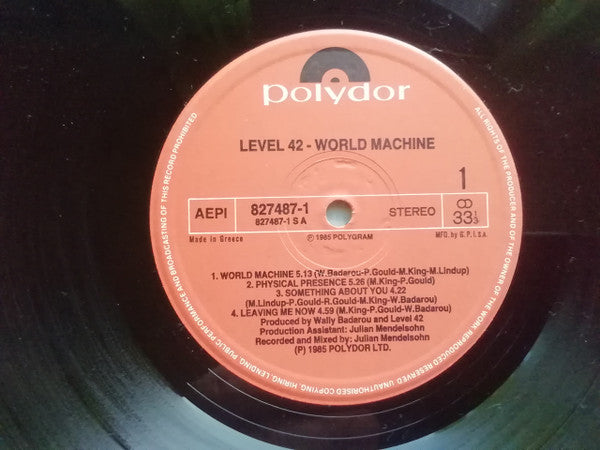 polydor
LEVEL 42 - WORLD MACHINE
1
AEPI
827487-1
827487-1 S A
STEREO
33⅓
Made in Greece
℗ 1985 POLYGRAM
MFG. by G. P. I. S.A.
1. WORLD MACHINE 5.13 (W.Badarou-P.Gould-M.King-M.Lindup)
2. PHYSICAL PRESENCE 5.26 (M.King-P.Gould)
3. SOMETHING ABOUT YOU 4.22
(M.Lindup-P.Gould-R.Gould-M.King-W.Badarou)
4. LEAVING ME NOW 4.59 (M.King-P.Gould-W.Badarou)
Produced by Wally Badarou and Level 42
Production Assistant: Julian Mendelsohn
Recorded and Mixed by: Julian Mendelsohn
(P) 1985 POLYDOR LTD.
ALL RIGHTS OF THE PRODUCER AND OF THE OWNER OF THE WORK REPRODUCED RESERVED. UNAUTHORISED COPYING, HIRING, LENDING, PUBLIC PERFORMANCE AND BROADCASTING OF THIS RECORD PROHIBITED